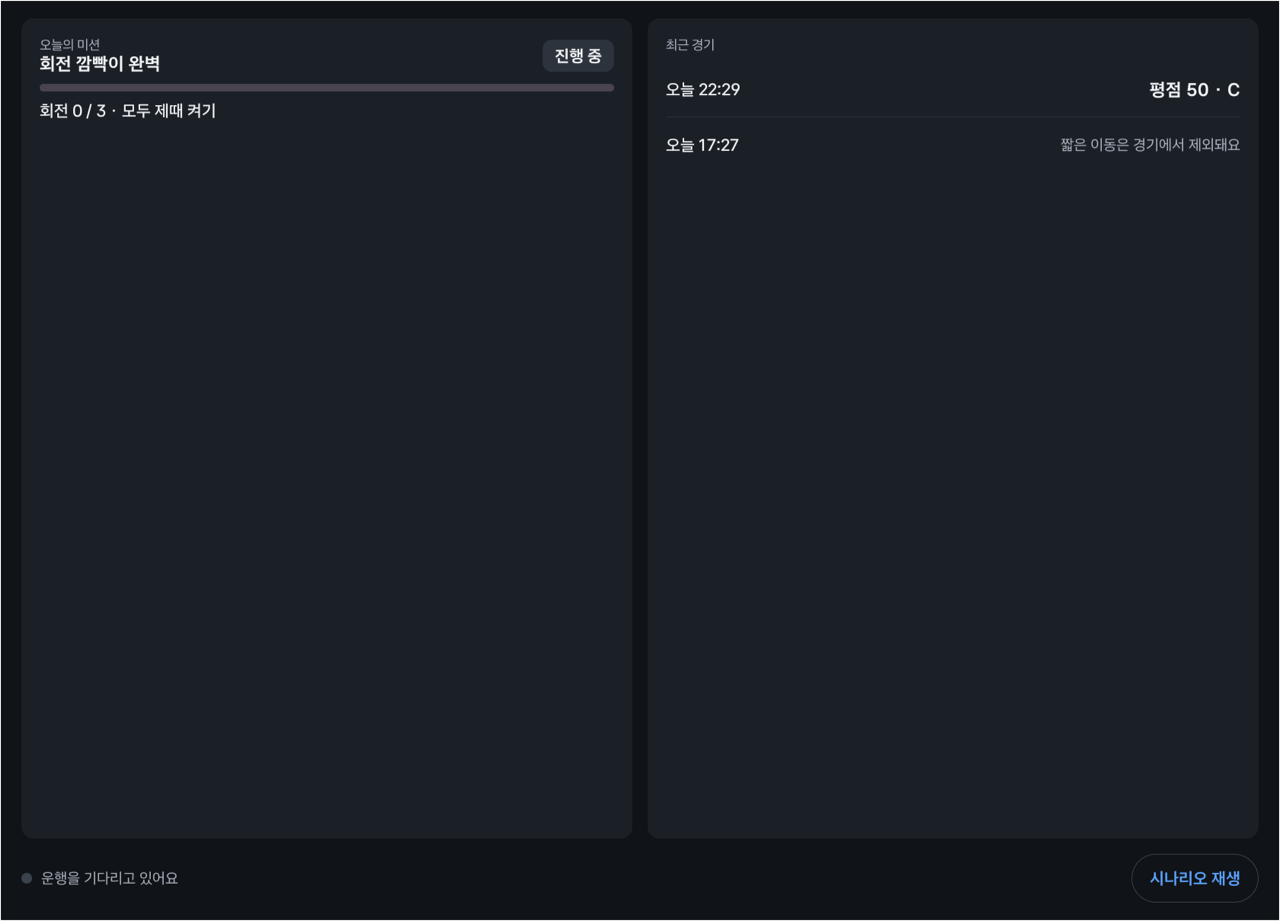 오늘의 미션
회전 깜빡이 완벽
진행 중
회전 0 / 3 · 모두 제때 켜기
최근 경기
오늘 22:29
평점 50 · C
오늘 17:27
짧은 이동은 경기에서 제외돼요
운행을 기다리고 있어요
시나리오 재생